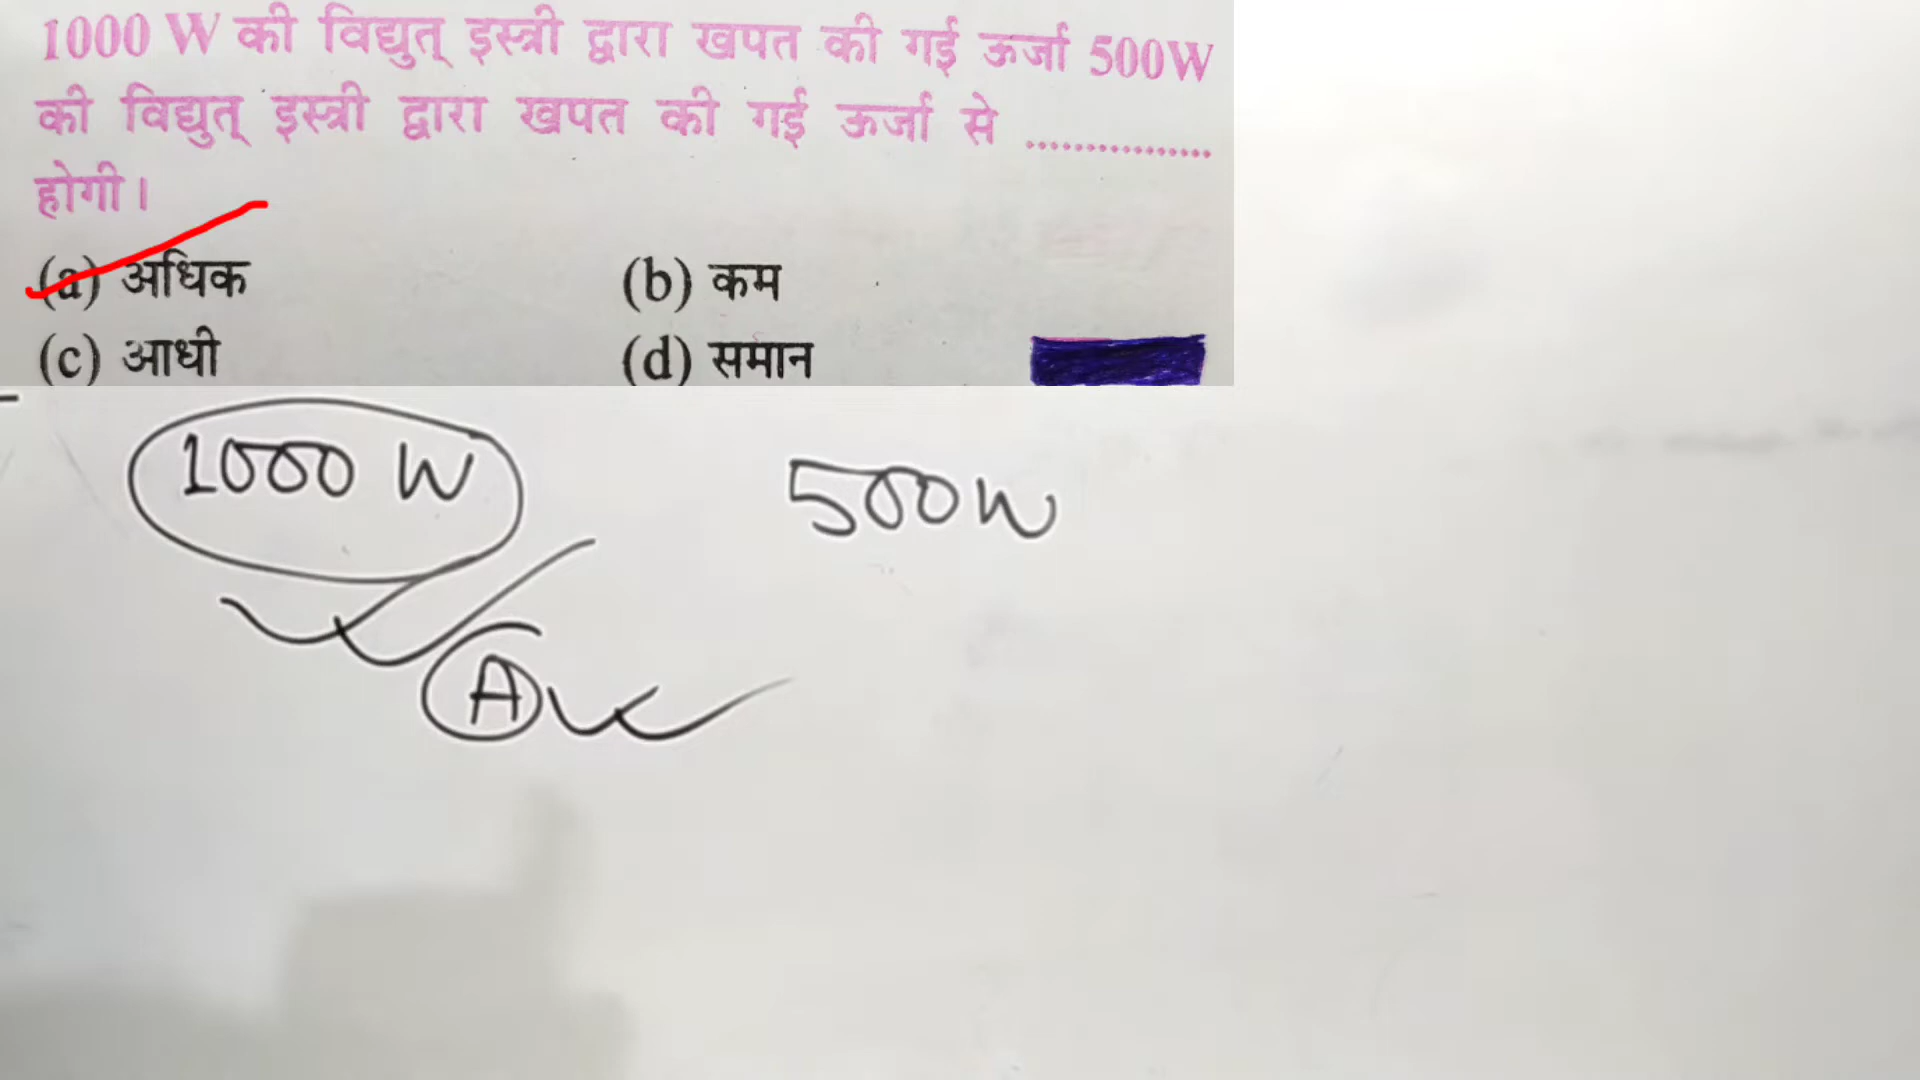 1000 W की विद्युत् इस्त्री द्वारा खपत की गई ऊर्जा 500W
की विद्युत् इस्त्री द्वारा खपत की गई ऊर्जा से ................
होगी।
(a) अधिक (b) कम
(c) आधी (d) समान
1000 W 500W
A